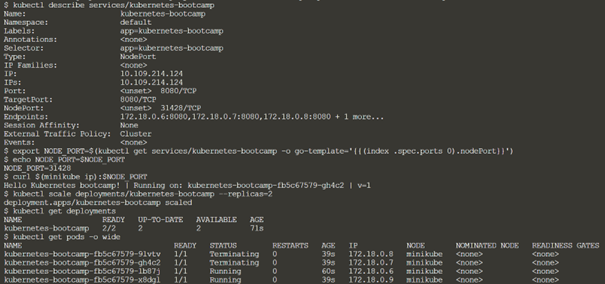 $ kubectl describe services/kubernetes-bootcamp
Name: kubernetes-bootcamp
Namespace: default
Labels: app=kubernetes-bootcamp
Annotations: <none>
Selector: app=kubernetes-bootcamp
Type: NodePort
IP Families: <none>
IP: 10.109.214.124
IPs: 10.109.214.124
Port: <unset> 8080/TCP
TargetPort: 8080/TCP
NodePort: <unset> 31428/TCP
Endpoints: 172.18.0.6:8080,172.18.0.7:8080,172.18.0.8:8080 + 1 more...
Session Affinity: None
External Traffic Policy: Cluster
Events: <none>
$ export NODE_PORT=$(kubectl get services/kubernetes-bootcamp -o go-template='{{(index .spec.ports 0).nodePort}}')
$ echo NODE_PORT=$NODE_PORT
NODE_PORT=31428
$ curl $(minikube ip):$NODE_PORT
Hello Kubernetes bootcamp! | Running on: kubernetes-bootcamp-fb5c67579-gh4c2 | v=1
$ kubectl scale deployments/kubernetes-bootcamp --replicas=2
deployment.apps/kubernetes-bootcamp scaled
$ kubectl get deployments
NAME READY UP-TO-DATE AVAILABLE AGE
kubernetes-bootcamp 2/2 2 2 71s
$ kubectl get pods -o wide
NAME READY STATUS RESTARTS AGE IP NODE NOMINATED NODE READINESS GATES
kubernetes-bootcamp-fb5c67579-9lvtv 1/1 Terminating 0 39s 172.18.0.8 minikube <none> <none>
kubernetes-bootcamp-fb5c67579-gh4c2 1/1 Terminating 0 39s 172.18.0.7 minikube <none> <none>
kubernetes-bootcamp-fb5c67579-lb87j 1/1 Running 0 60s 172.18.0.6 minikube <none> <none>
kubernetes-bootcamp-fb5c67579-x8dgl 1/1 Running 0 39s 172.18.0.9 minikube <none> <none>